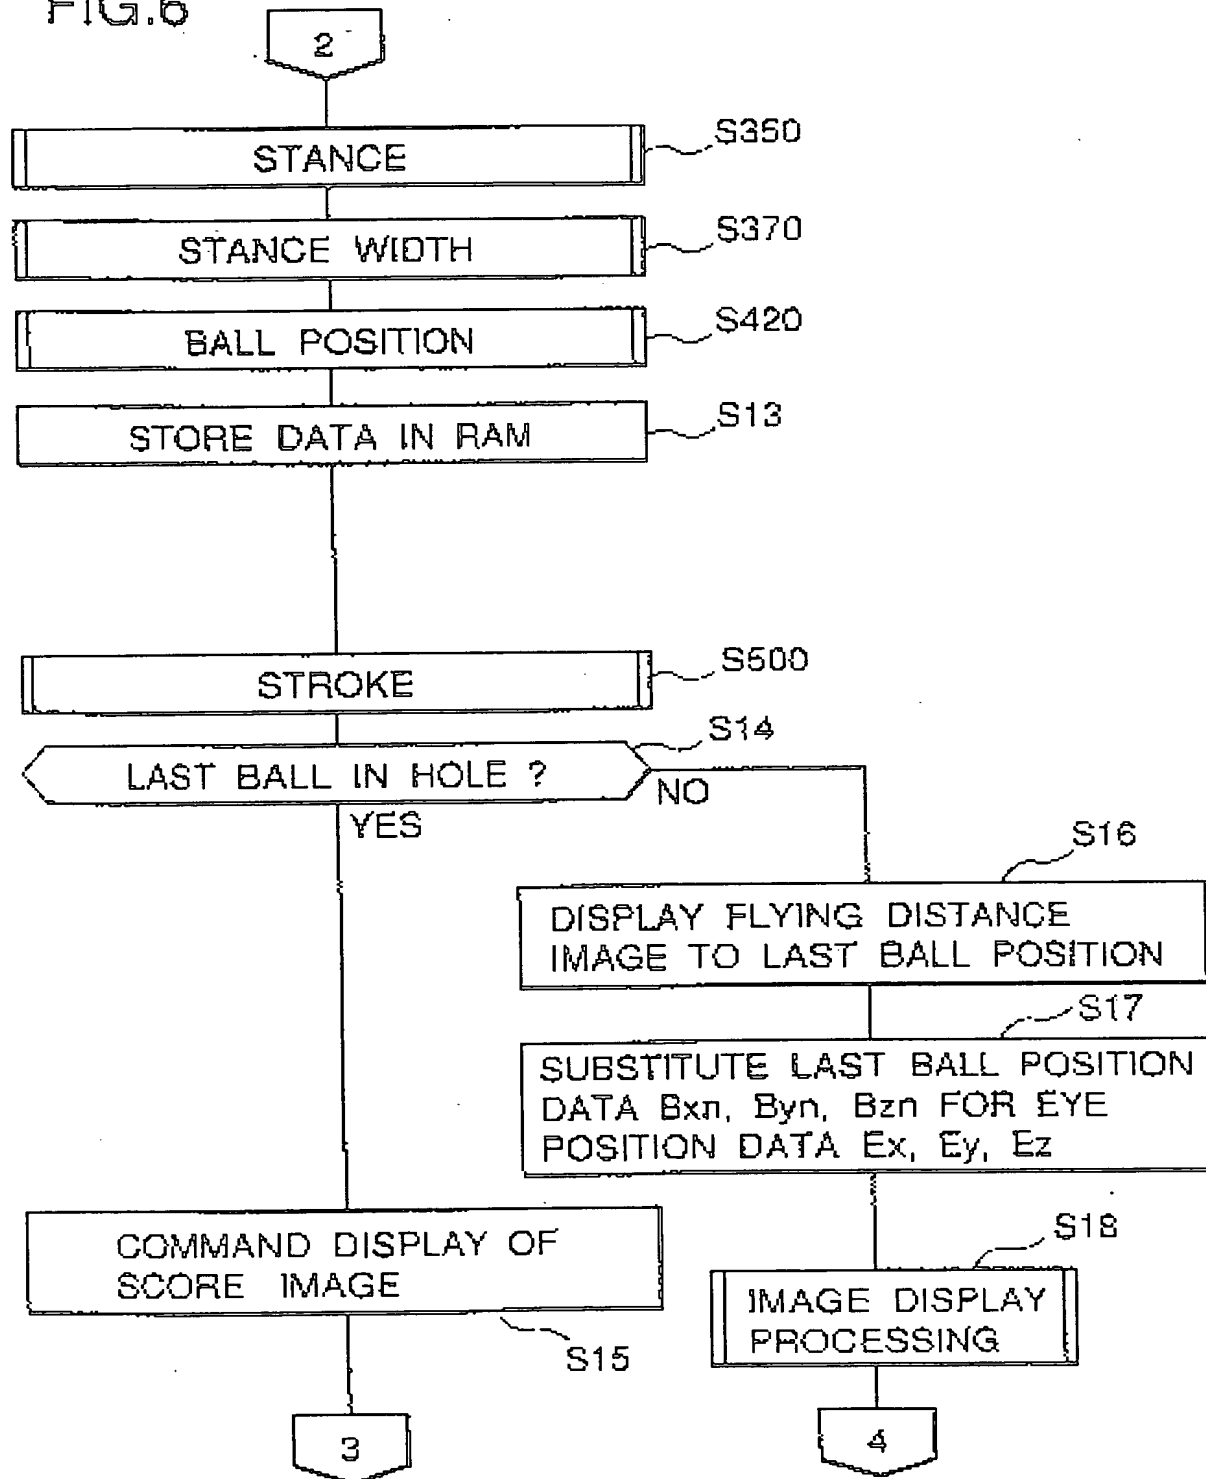 FIG.6
2
STANCE
S350
STANCE WIDTH
S370
BALL POSITION
S420
STORE DATA IN RAM
S13
STROKE
S500
LAST BALL IN HOLE ?
S14
NO
YES
S16
DISPLAY FLYING DISTANCE
IMAGE TO LAST BALL POSITION
S17
SUBSTITUTE LAST BALL POSITION
DATA Bxn, Byn, Bzn FOR EYE
POSITION DATA Ex, Ey, Ez
COMMAND DISPLAY OF
SCORE IMAGE
S15
S18
IMAGE DISPLAY
PROCESSING
3
4